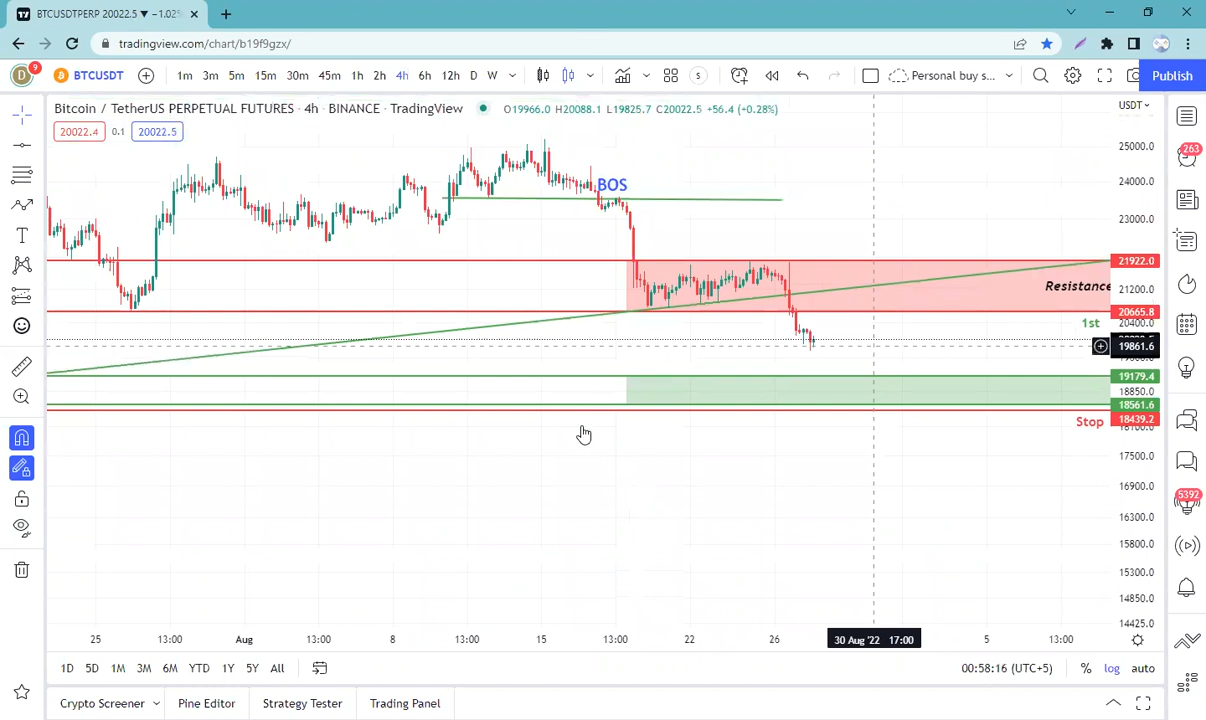 BTCUSDTPERP 20022.5 ▼ −1.02%
tradingview.com/chart/b19f9gzx/
D 9 BTCUSDT 1m 3m 5m 15m 30m 45m 1h 2h 4h 6h 12h D W S Personal buy s... Publish
Bitcoin / TetherUS PERPETUAL FUTURES · 4h · BINANCE · TradingView O19966.0 H20088.1 L19825.7 C20022.5 +56.4 (+0.28%) USDT
20022.4 0.1 20022.5
25000.0
263
BOS
24000.0
23000.0
21922.0
Resistance
21200.0
20665.8
1st
20400.0
19861.6
19179.4
18850.0
18561.6
Stop
18439.2
17500.0
16900.0
5392
16300.0
15800.0
15300.0
14850.0
14425.0
25 13:00 Aug 13:00 8 13:00 15 13:00 22 26 30 Aug '22 17:00 5 13:00
1D 5D 1M 3M 6M YTD 1Y 5Y All 00:58:16 (UTC+5) % log auto
Crypto Screener Pine Editor Strategy Tester Trading Panel